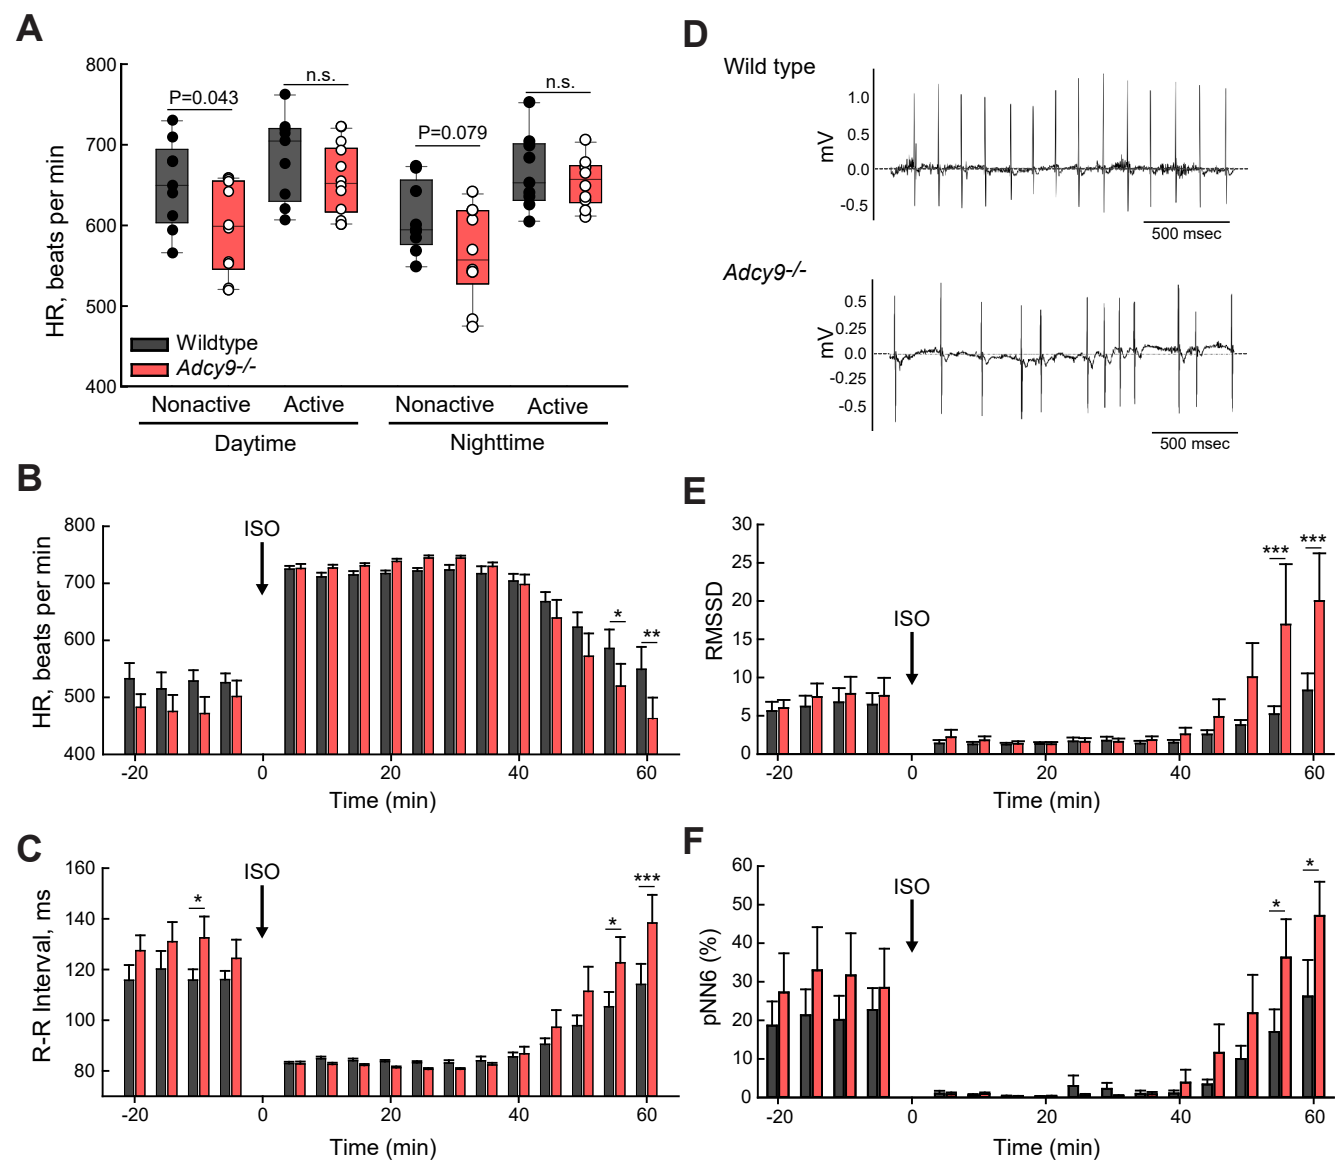 A
HR, beats per min
800
700
600
500
400
P=0.043
n.s.
P=0.079
n.s.
Wildtype
Adcy9-/-
Nonactive
Active
Nonactive
Active
Daytime
Nighttime
D
Wild type
mV
1.0
0.5
0.0
-0.5
500 msec
Adcy9-/-
mV
0.5
0.25
0.0
-0.25
-0.5
500 msec
B
HR, beats per min
800
700
600
500
400
ISO
*
**
-20
0
20
40
60
Time (min)
E
RMSSD
30
25
20
15
10
5
0
ISO
***
***
-20
0
20
40
60
Time (min)
C
R-R Interval, ms
160
140
120
100
80
*
ISO
*
***
-20
0
20
40
60
Time (min)
F
pNN6 (%)
60
50
40
30
20
10
0
ISO
*
*
-20
0
20
40
60
Time (min)